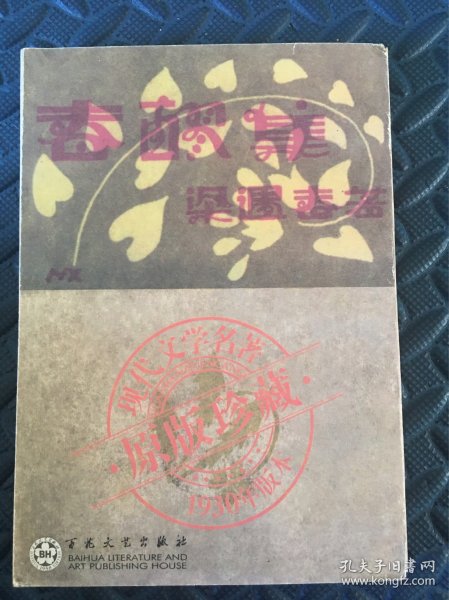 春醪集
梁遇春著
现代文学名著
·原版珍藏·
1930年版本
BH
百花文艺出版社
BAIHUA LITERATURE AND
ART PUBLISHING HOUSE
孔夫子旧书网
www.kongfz.com